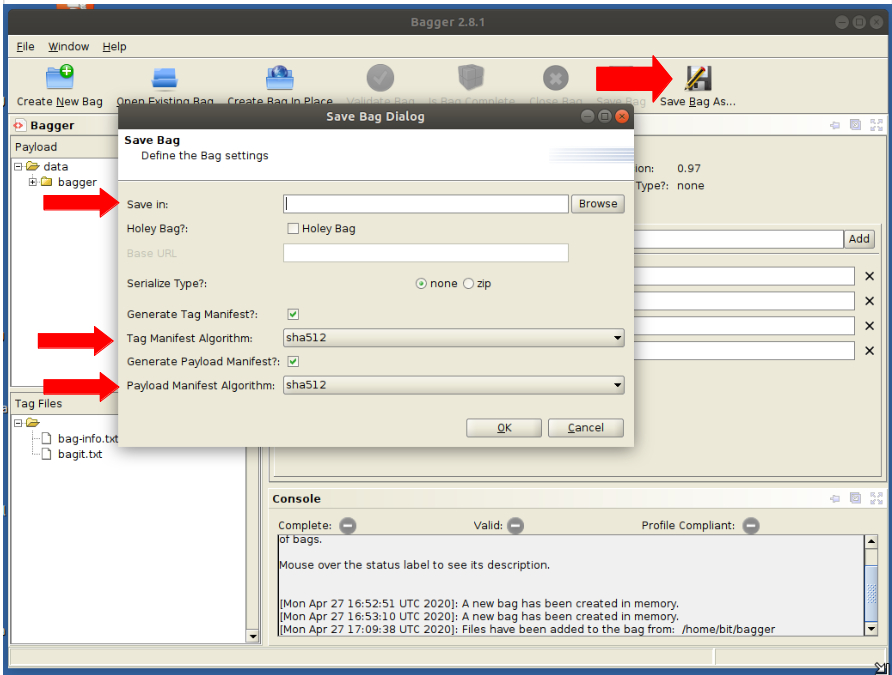 Bagger 2.8.1
File Window Help
Create New Bag Open Existing Bag Create Bag In Place Validate Bag Is Bag Complete Close Bag Save Bag Save Bag As...
Bagger
Payload
data
bagger
Save Bag Dialog
Save Bag
Define the Bag settings
Save in:
Browse
Holey Bag?:
Holey Bag
Base URL
Serialize Type?:
none
zip
Generate Tag Manifest?:
Tag Manifest Algorithm:
sha512
Generate Payload Manifest?:
Payload Manifest Algorithm:
sha512
OK
Cancel
ion: 0.97
Type?: none
Add
Tag Files
bag-info.txt
bagit.txt
Console
Complete: Valid: Profile Compliant:
of bags.
Mouse over the status label to see its description.
[Mon Apr 27 16:52:51 UTC 2020]: A new bag has been created in memory.
[Mon Apr 27 16:53:10 UTC 2020]: A new bag has been created in memory.
[Mon Apr 27 17:09:38 UTC 2020]: Files have been added to the bag from: /home/bit/bagger